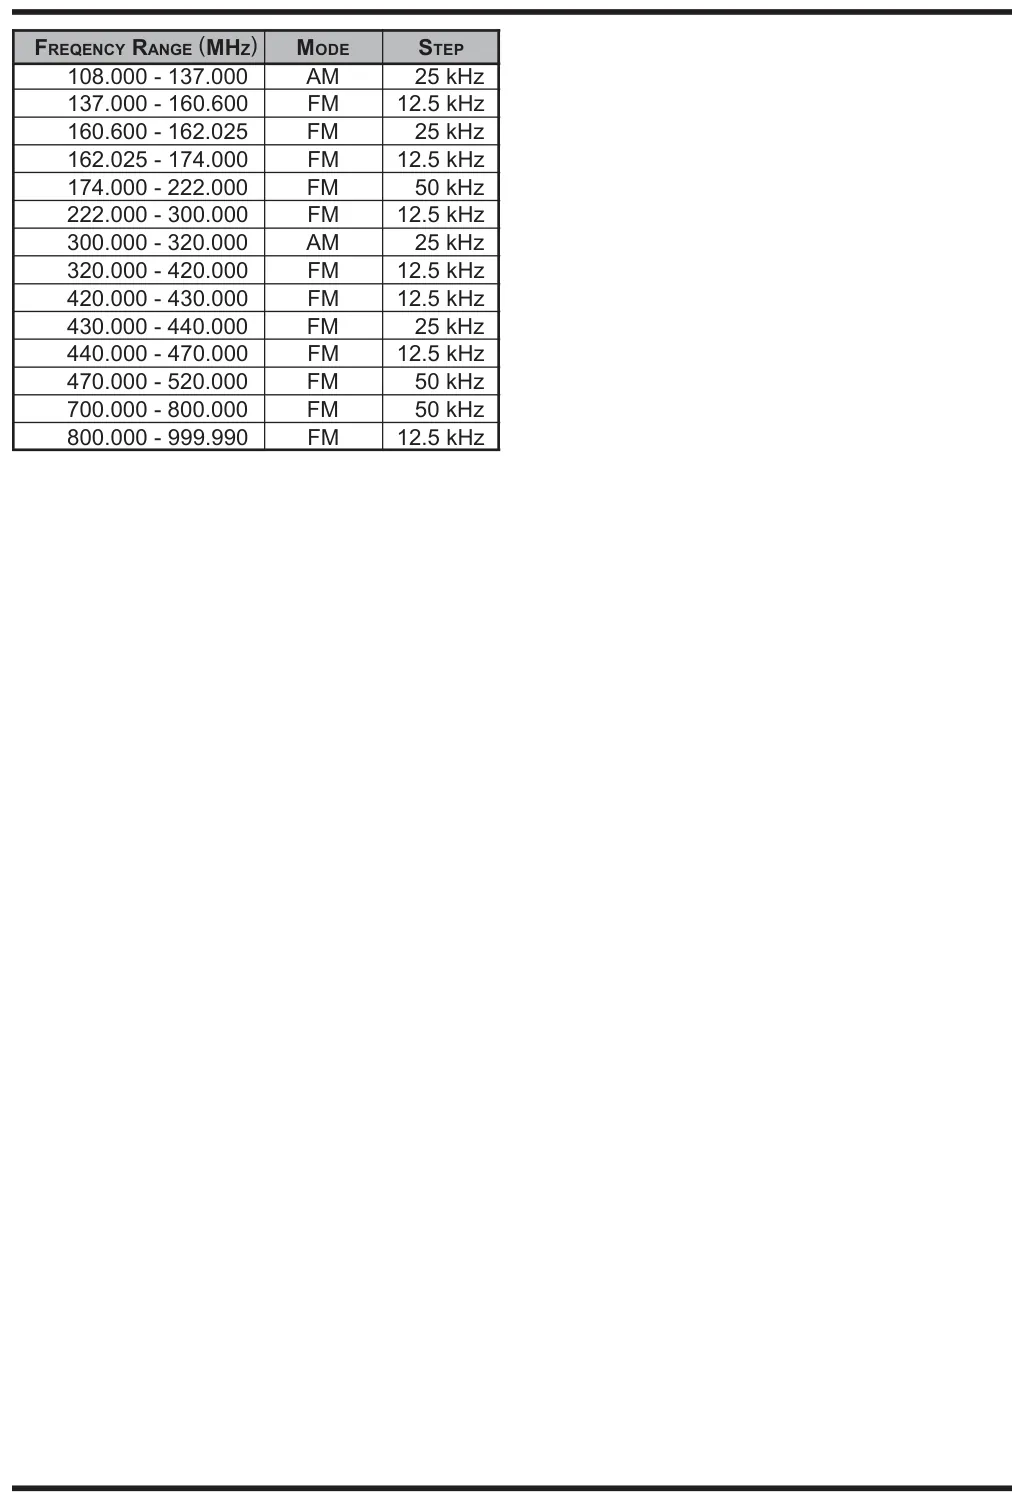 FREQENCY RANGE (MHZ) MODE STEP
108.000 - 137.000 AM 25 kHz
137.000 - 160.600 FM 12.5 kHz
160.600 - 162.025 FM 25 kHz
162.025 - 174.000 FM 12.5 kHz
174.000 - 222.000 FM 50 kHz
222.000 - 300.000 FM 12.5 kHz
300.000 - 320.000 AM 25 kHz
320.000 - 420.000 FM 12.5 kHz
420.000 - 430.000 FM 12.5 kHz
430.000 - 440.000 FM 25 kHz
440.000 - 470.000 FM 12.5 kHz
470.000 - 520.000 FM 50 kHz
700.000 - 800.000 FM 50 kHz
800.000 - 999.990 FM 12.5 kHz